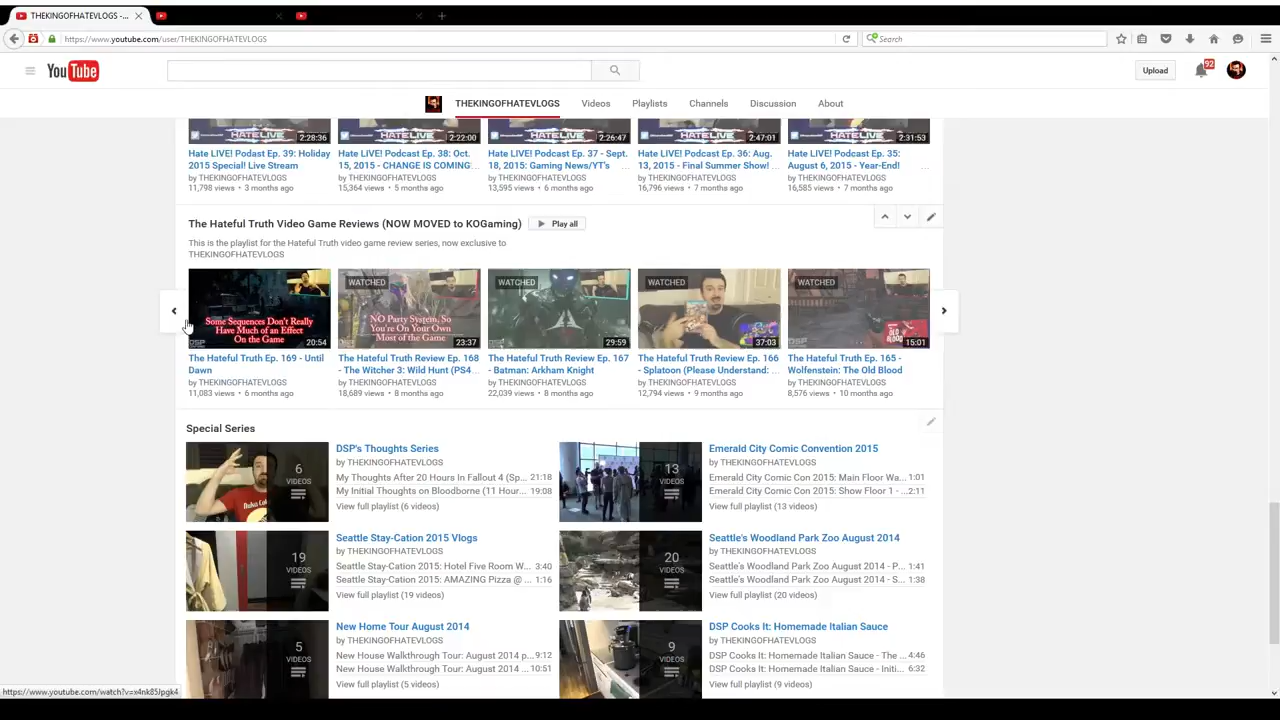 THEKINGOFHATEVLOGS -...
https://www.youtube.com/user/THEKINGOFHATEVLOGS
Search
YouTube
Upload
92
THEKINGOFHATEVLOGS Videos Playlists Channels Discussion About
2:28:36 2:22:00 2:26:47 2:47:01 2:31:53
Hate LIVE! Podast Ep. 39: Holiday
2015 Special! Live Stream
by THEKINGOFHATEVLOGS
11,798 views • 3 months ago
Hate LIVE! Podcast Ep. 38: Oct.
15, 2015 - CHANGE IS COMING:
by THEKINGOFHATEVLOGS
15,364 views • 5 months ago
Hate LIVE! Podcast Ep. 37 - Sept.
18, 2015: Gaming News/YT's
by THEKINGOFHATEVLOGS
13,595 views • 6 months ago
Hate LIVE! Podcast Ep. 36: Aug.
13, 2015 - Final Summer Show! ...
by THEKINGOFHATEVLOGS
16,796 views • 7 months ago
Hate LIVE! Podcast Ep. 35:
August 6, 2015 - Year-End!
by THEKINGOFHATEVLOGS
16,585 views • 7 months ago
The Hateful Truth Video Game Reviews (NOW MOVED to KOGaming)
Play all
This is the playlist for the Hateful Truth video game review series, now exclusive to
THEKINGOFHATEVLOGS
Some Sequences Don't Really
Have Much of an Effect
On the Game
DSP
20:54
The Hateful Truth Ep. 169 - Until
Dawn
by THEKINGOFHATEVLOGS
11,083 views • 6 months ago
WATCHED
NO Party System, So
You're On Your Own
Most of the Game
23:37
The Hateful Truth Review Ep. 168
- The Witcher 3: Wild Hunt (PS4 ...
by THEKINGOFHATEVLOGS
18,689 views • 8 months ago
WATCHED
29:59
The Hateful Truth Review Ep. 167
- Batman: Arkham Knight
by THEKINGOFHATEVLOGS
22,039 views • 8 months ago
WATCHED
37:03
The Hateful Truth Review Ep. 166
- Splatoon (Please Understand: ...
by THEKINGOFHATEVLOGS
12,794 views • 9 months ago
WATCHED
DSP
15:01
The Hateful Truth Review Ep. 165 -
Wolfenstein: The Old Blood
by THEKINGOFHATEVLOGS
8,576 views • 10 months ago
Special Series
6
VIDEOS
DSP's Thoughts Series
by THEKINGOFHATEVLOGS
My Thoughts After 20 Hours In Fallout 4 (Sp... 21:18
My Initial Thoughts on Bloodborne (11 Hour... 19:08
View full playlist (6 videos)
13
VIDEOS
Emerald City Comic Convention 2015
by THEKINGOFHATEVLOGS
Emerald City Comic Con 2015: Main Floor Wa... 1:01
Emerald City Comic Con 2015: Show Floor 1 - ... 2:11
View full playlist (13 videos)
19
VIDEOS
Seattle Stay-Cation 2015 Vlogs
by THEKINGOFHATEVLOGS
Seattle Stay-Cation 2015: Hotel Five Room W... 3:40
Seattle Stay-Cation 2015: AMAZING Pizza @ ... 1:16
View full playlist (19 videos)
20
VIDEOS
Seattle's Woodland Park Zoo August 2014
by THEKINGOFHATEVLOGS
Seattle's Woodland Park Zoo August 2014 - P... 1:41
Seattle's Woodland Park Zoo August 2014 - S... 1:38
View full playlist (20 videos)
5
VIDEOS
New Home Tour August 2014
by THEKINGOFHATEVLOGS
New House Walkthrough Tour: August 2014 p... 9:12
New House Walkthrough Tour: August 2014 ... 10:51
View full playlist (5 videos)
9
VIDEOS
DSP Cooks It: Homemade Italian Sauce
by THEKINGOFHATEVLOGS
DSP Cooks It: Homemade Italian Sauce - The ... 4:46
DSP Cooks It: Homemade Italian Sauce - Initi... 6:32
View full playlist (9 videos)
https://www.youtube.com/watch?v=x4nk85Jpgk4